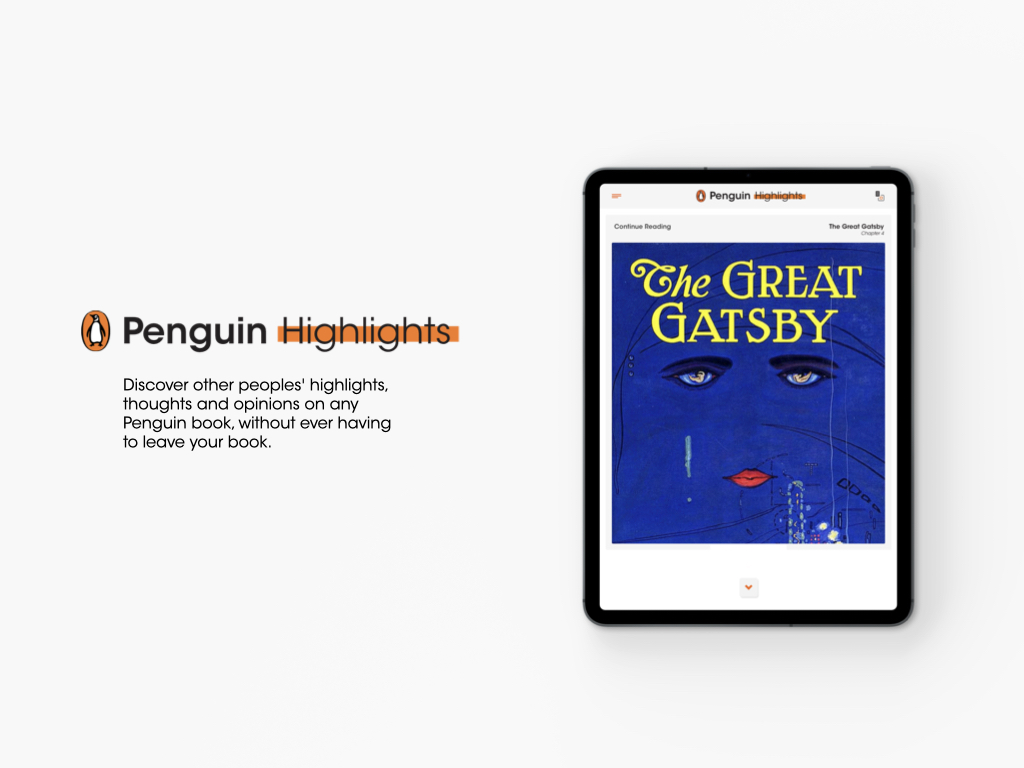 Penguin Highlights
Discover other peoples' highlights,
thoughts and opinions on any
Penguin book, without ever having
to leave your book.
Penguin Highlights
Continue Reading
The Great Gatsby
Chapter 4
The GREAT
GATSBY